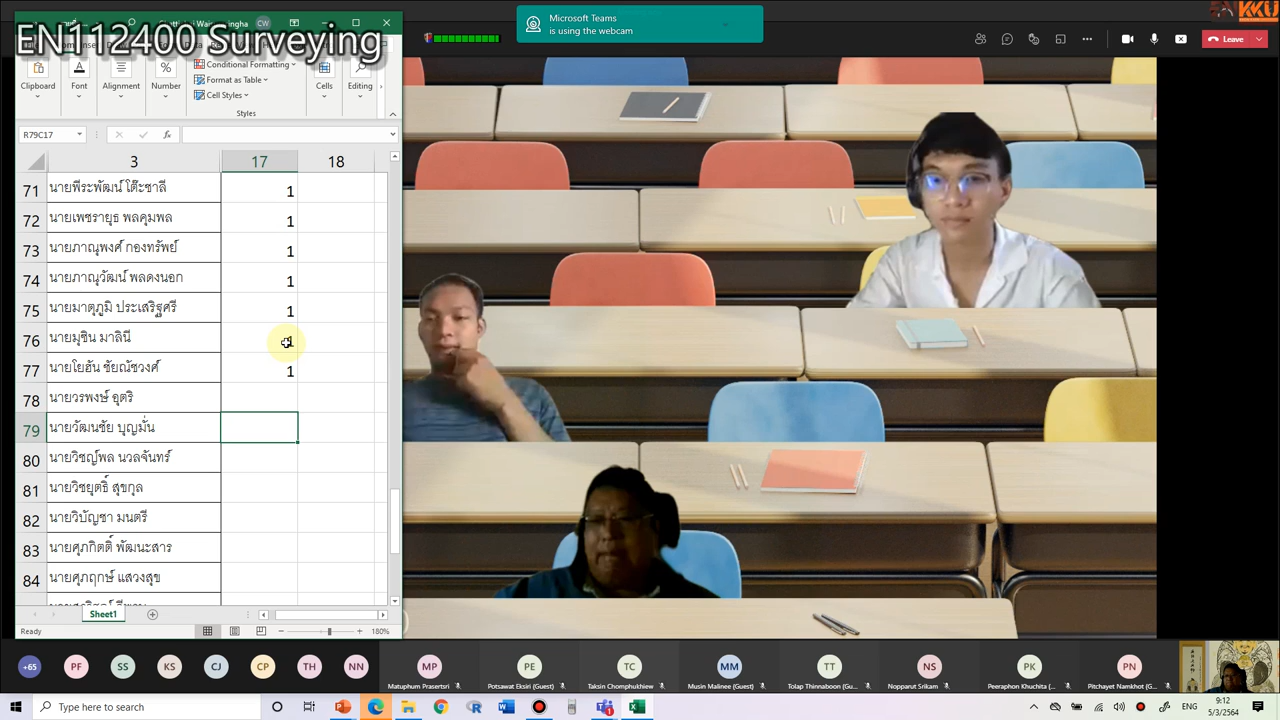 EN112400 Surveying
Microsoft Teams
is using the webcam
KKU
CW
Leave
Conditional Formatting
Format as Table
Cell Styles
Clipboard
Font
Alignment
Number
Cells
Editing
Styles
R79C17
fx
3 17 18
71 นายพีระพัฒน์ โต๊ะชาลี 1
72 นายเพชรายุธ พลคุมพล 1
73 นายภาณุพงศ์ กองทรัพย์ 1
74 นายภาณุวัฒน์ พลดงนอก 1
75 นายมาตุภูมิ ประเสริฐศรี 1
76 นายมุซิน มาลินี 1
77 นายโยธัน ชัยณัชวงศ์ 1
78 นายวรพงษ์ อุตริ
79 นายวัฒนชัย บุญมั่น
80 นายวิชญ์พล นวลจันทร์
81 นายวิชยุตธิ์ สุขกุล
82 นายวิบัญชา มนตรี
83 นายศุภกิตติ์ พัฒนะสาร
84 นายศุภฤกษ์ แสวงสุข
Sheet1
Ready
180%
+65 PF SS KS CJ CP TH NN
MP PE TC MM TT NS PK PN
Matuphum Prasertsri
Potsawat Eksiri (Guest)
Taksin Chomphukhiew
Musin Malinee (Guest)
Tolap Thinnaboon (Gu...
Nopparut Srikam
Peeraphon Khuchita (...
Pitchayet Namkhot (G...
Type here to search
ENG
9:12
5/3/2564